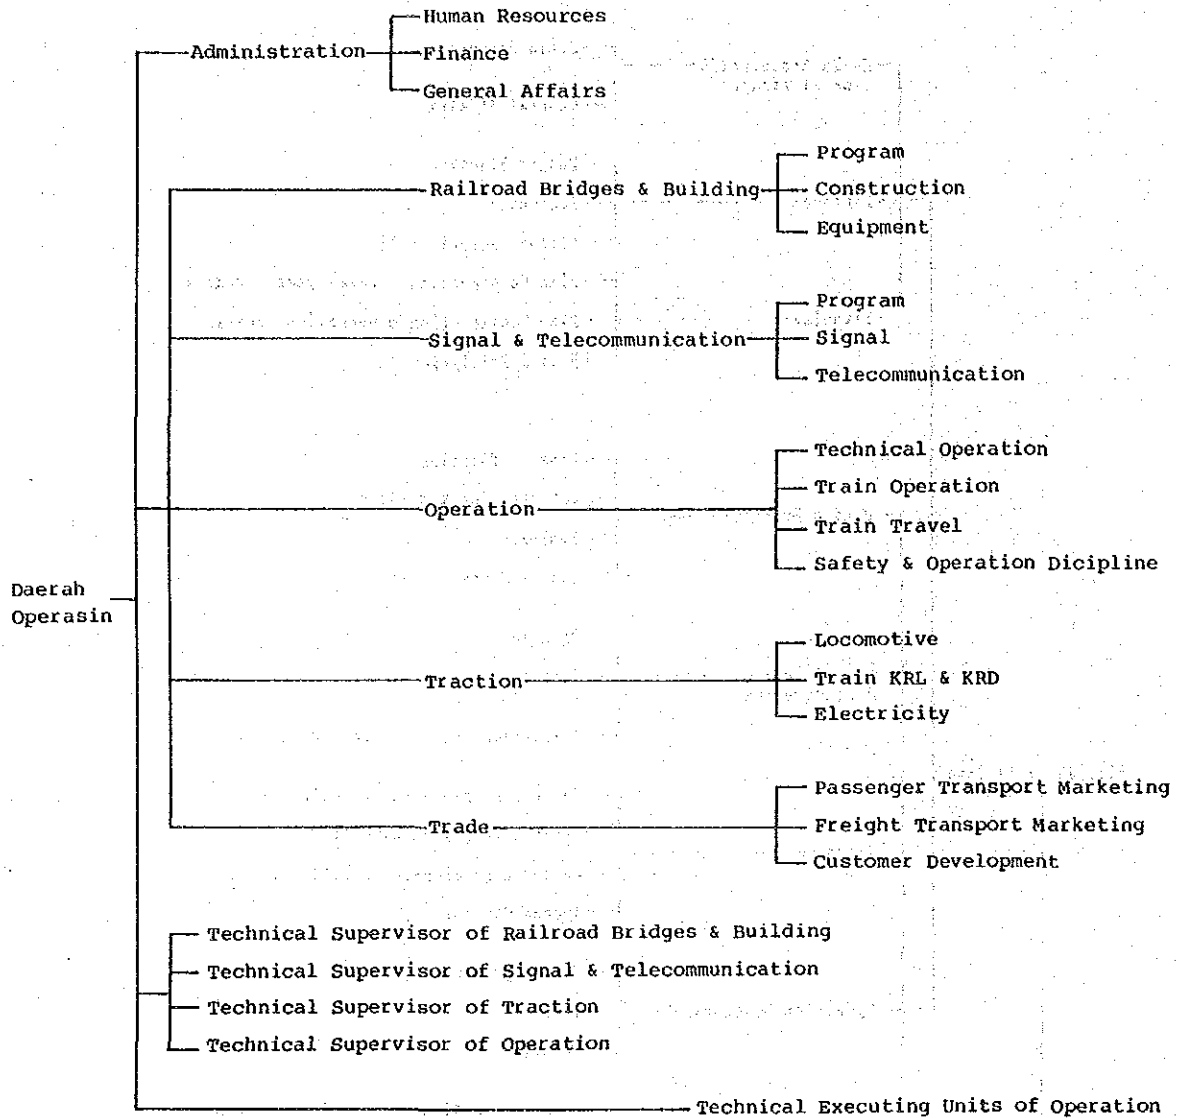 Human Resources
Administration
Finance
General Affairs
Program
Railroad Bridges & Building
Construction
Equipment
Program
Signal & Telecommunication
Signal
Telecommunication
Technical Operation
Train Operation
Operation
Train Travel
Safety & Operation Dicipline
Daerah
Operasin
Locomotive
Traction
Train KRL & KRD
Electricity
Passenger Transport Marketing
Trade
Freight Transport Marketing
Customer Development
Technical Supervisor of Railroad Bridges & Building
Technical Supervisor of Signal & Telecommunication
Technical Supervisor of Traction
Technical Supervisor of Operation
Technical Executing Units of Operation